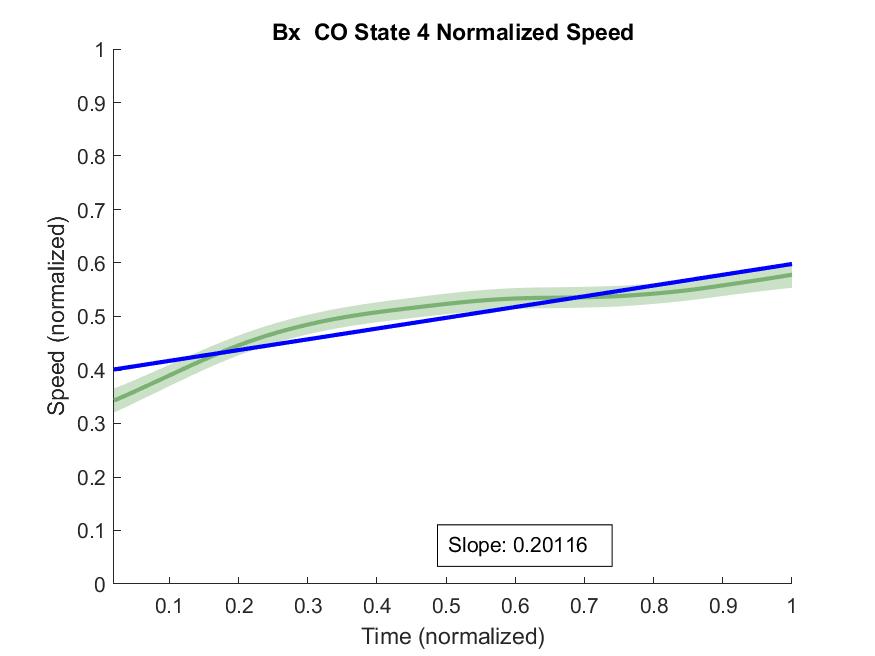 Bx  CO State 4 Normalized Speed
1
0.9
0.8
0.7
0.6
0.5
0.4
0.3
0.2
0.1
0
Speed (normalized)
Slope: 0.20116
0.1 0.2 0.3 0.4 0.5 0.6 0.7 0.8 0.9 1
Time (normalized)